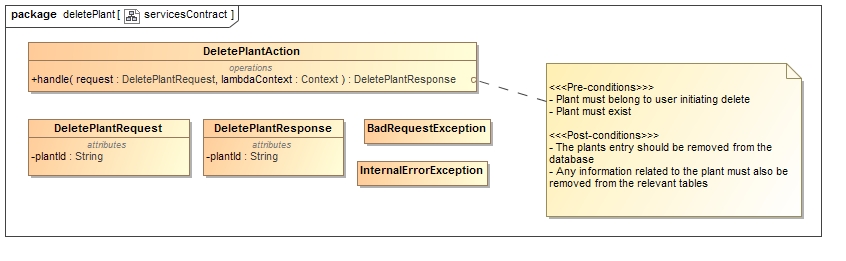 package deletePlant[ servicesContract ]
DeletePlantAction
operations
+handle( request : DeletePlantRequest, lambdaContext : Context ) : DeletePlantResponse
<<<Pre-conditions>>>
- Plant must belong to user initiating delete
- Plant must exist
<<<Post-conditions>>>
- The plants entry should be removed from the
database
- Any information related to the plant must also be
removed from the relevant tables
DeletePlantRequest
attributes
-plantId : String
DeletePlantResponse
attributes
-plantId : String
BadRequestException
InternalErrorException